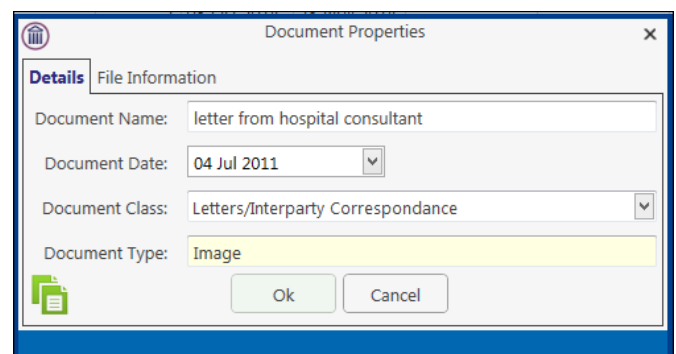 Document Properties
Details File Information
Document Name: letter from hospital consultant
Document Date: 04 Jul 2011
Document Class: Letters/Interparty Correspondance
Document Type: Image
Ok Cancel